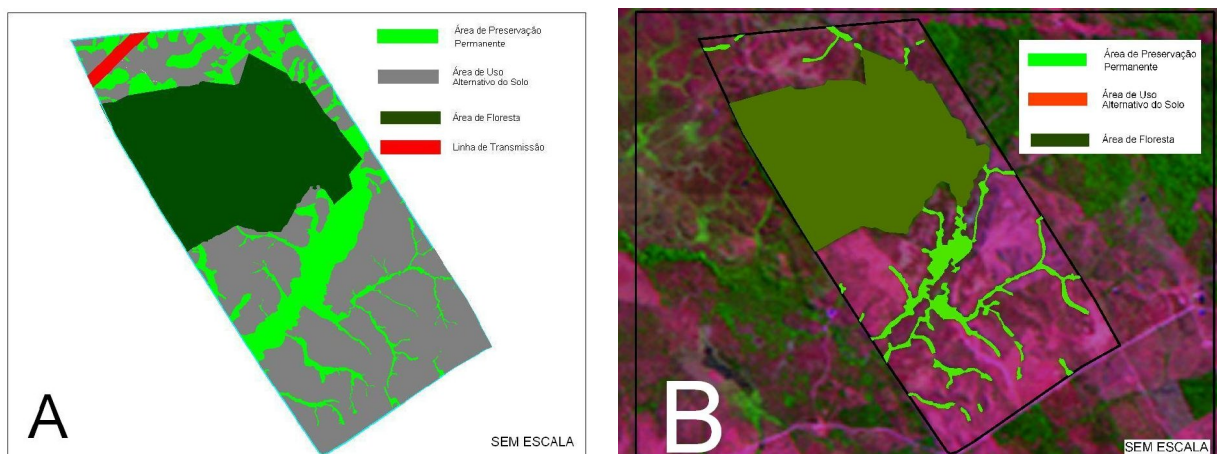 Área de Preservação
Permanente
Área de Uso
Alternativo do Solo
Área de Floresta
Linha de Transmissão
A
SEM ESCALA
Área de Preservação
Permanente
Área de Uso
Alternativo do Solo
Área de Floresta
B
SEM ESCALA